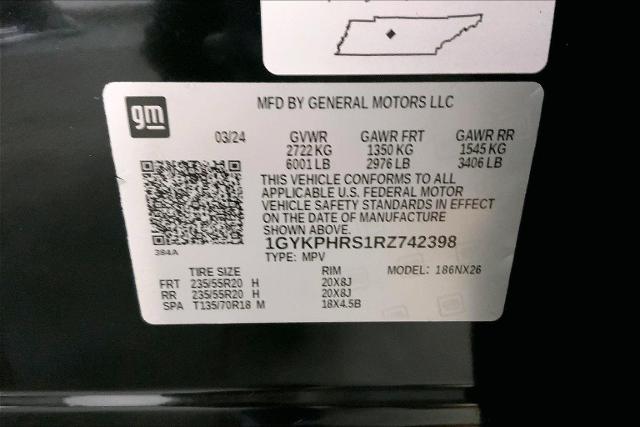 gm
MFD BY GENERAL MOTORS LLC
03/24 GVWR GAWR FRT GAWR RR
2722 KG 1350 KG 1545 KG
6001 LB 2976 LB 3406 LB
THIS VEHICLE CONFORMS TO ALL
APPLICABLE U.S. FEDERAL MOTOR
VEHICLE SAFETY STANDARDS IN EFFECT
ON THE DATE OF MANUFACTURE
SHOWN ABOVE.
384A
1GYKPHRS1RZ742398
TYPE: MPV MODEL: 186NX26
TIRE SIZE RIM
FRT 235/55R20 H 20X8J
RR 235/55R20 H 20X8J
SPA T135/70R18 M 18X4.5B